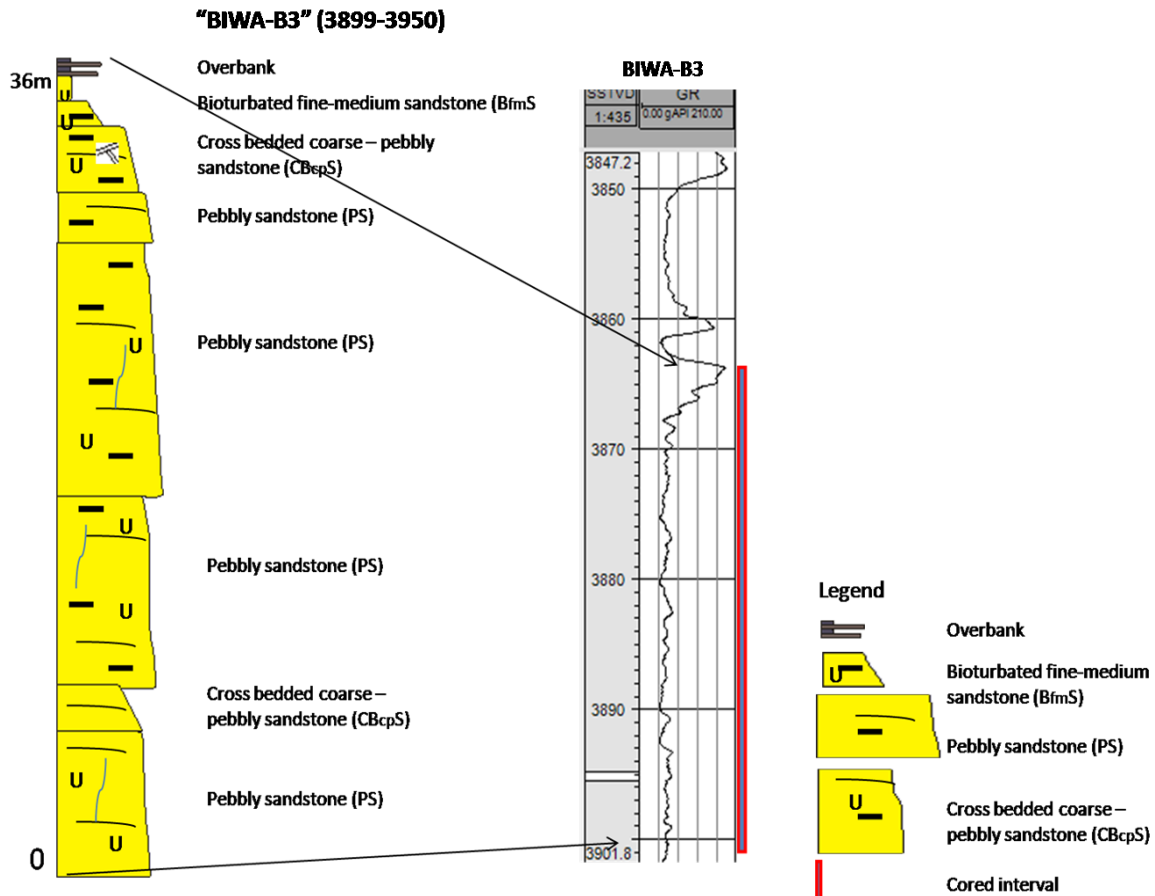 "BIWA-B3" (3899-3950)
36m
Overbank
Bioturbated fine-medium sandstone (BfmS
Cross bedded coarse – pebbly
sandstone (CBcpS)
Pebbly sandstone (PS)
Pebbly sandstone (PS)
Pebbly sandstone (PS)
Cross bedded coarse –
pebbly sandstone (CBcpS)
Pebbly sandstone (PS)
0
U
U
U
U
U
U
U
U
U
BIWA-B3
SSTVD GR
1:435 0.00 gAPI 210.00
3847.2
3850
3860
3870
3880
3890
3901.8
Legend
Overbank
U
Bioturbated fine-medium
sandstone (BfmS)
Pebbly sandstone (PS)
U
Cross bedded coarse –
pebbly sandstone (CBcpS)
Cored interval